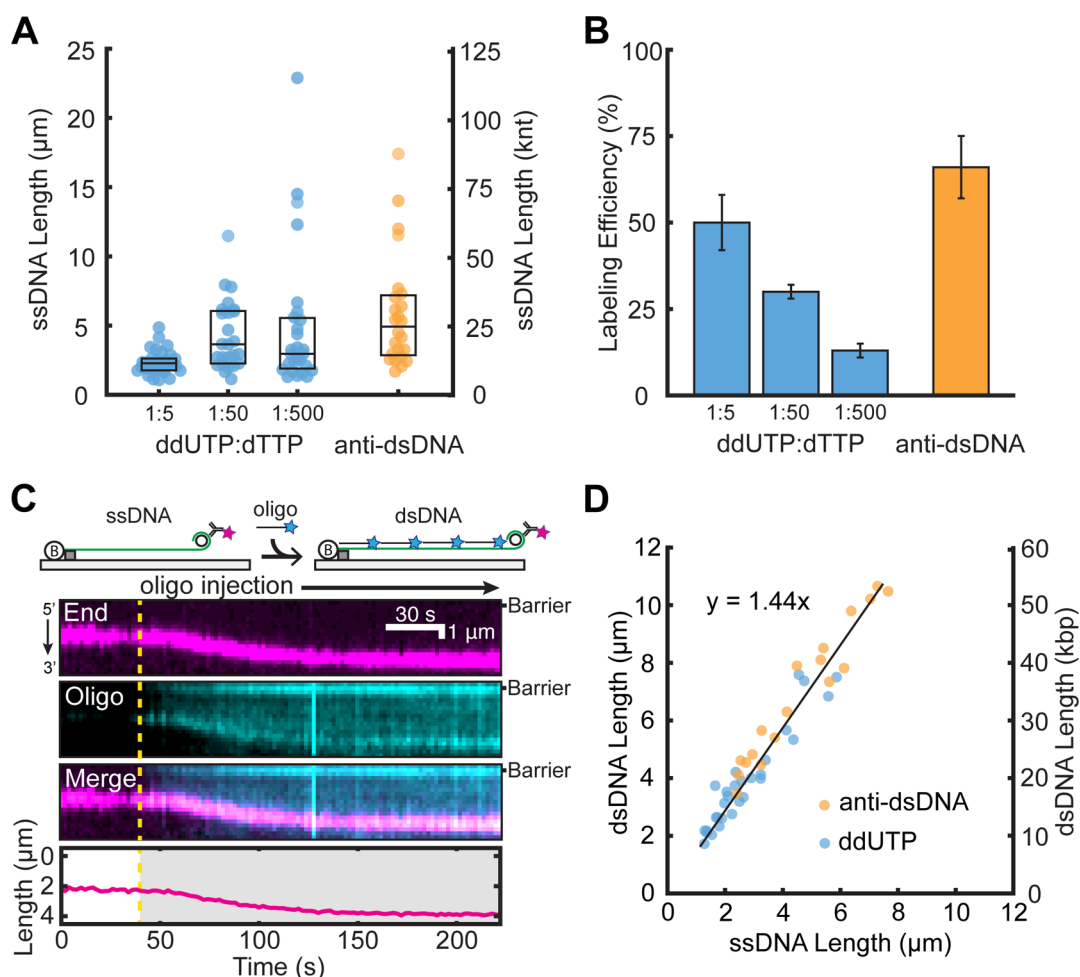 A
ssDNA Length (μm)
25
20
15
10
5
0
125
100
75
50
25
0
ssDNA Length (knt)
1:5 1:50 1:500
ddUTP:dTTP anti-dsDNA
B
Labeling Efficiency (%)
100
75
50
25
0
1:5 1:50 1:500
ddUTP:dTTP anti-dsDNA
C
ssDNA oligo dsDNA
B B
oligo injection
5'
3'
End
30 s
1 μm
Barrier
Oligo
Barrier
Merge
Barrier
Length (μm)
0
2
4
0 50 100 150 200
Time (s)
D
dsDNA Length (μm)
12
10
8
6
4
2
0
y = 1.44x
anti-dsDNA
ddUTP
60
50
40
30
20
10
0
dsDNA Length (kbp)
0 2 4 6 8 10 12
ssDNA Length (μm)